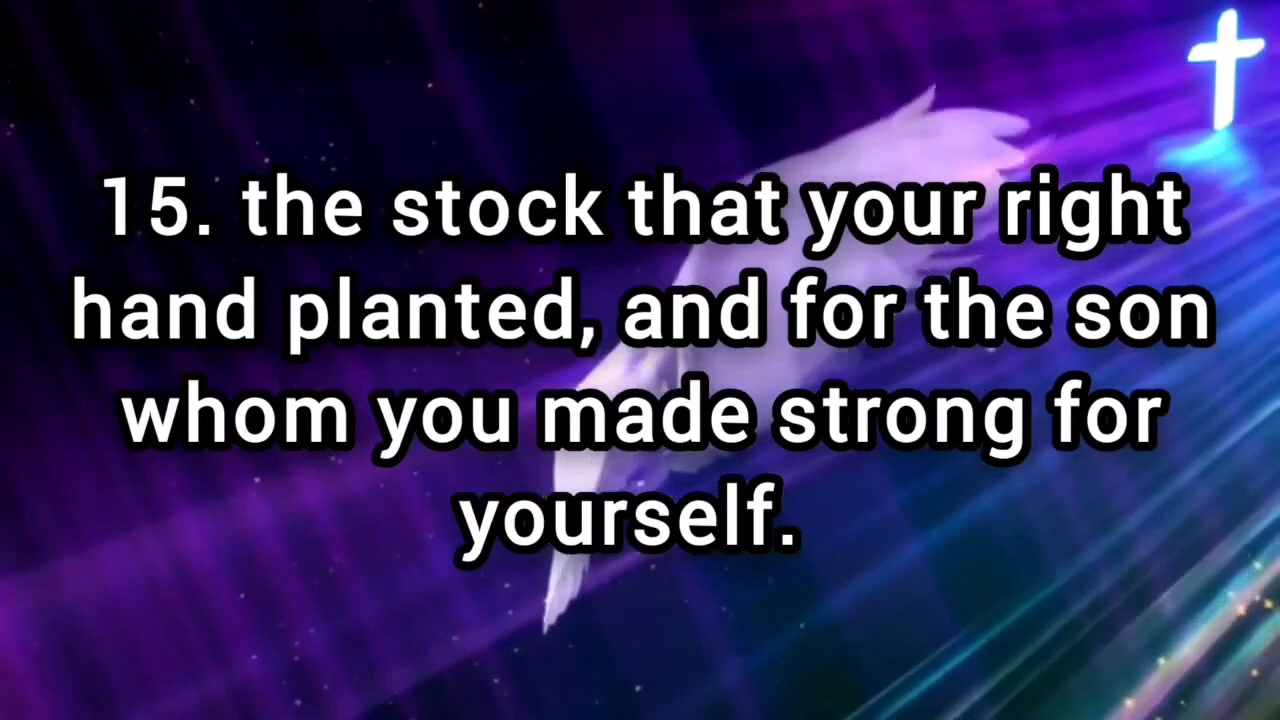 15. the stock that your right
hand planted, and for the son
whom you made strong for
yourself.